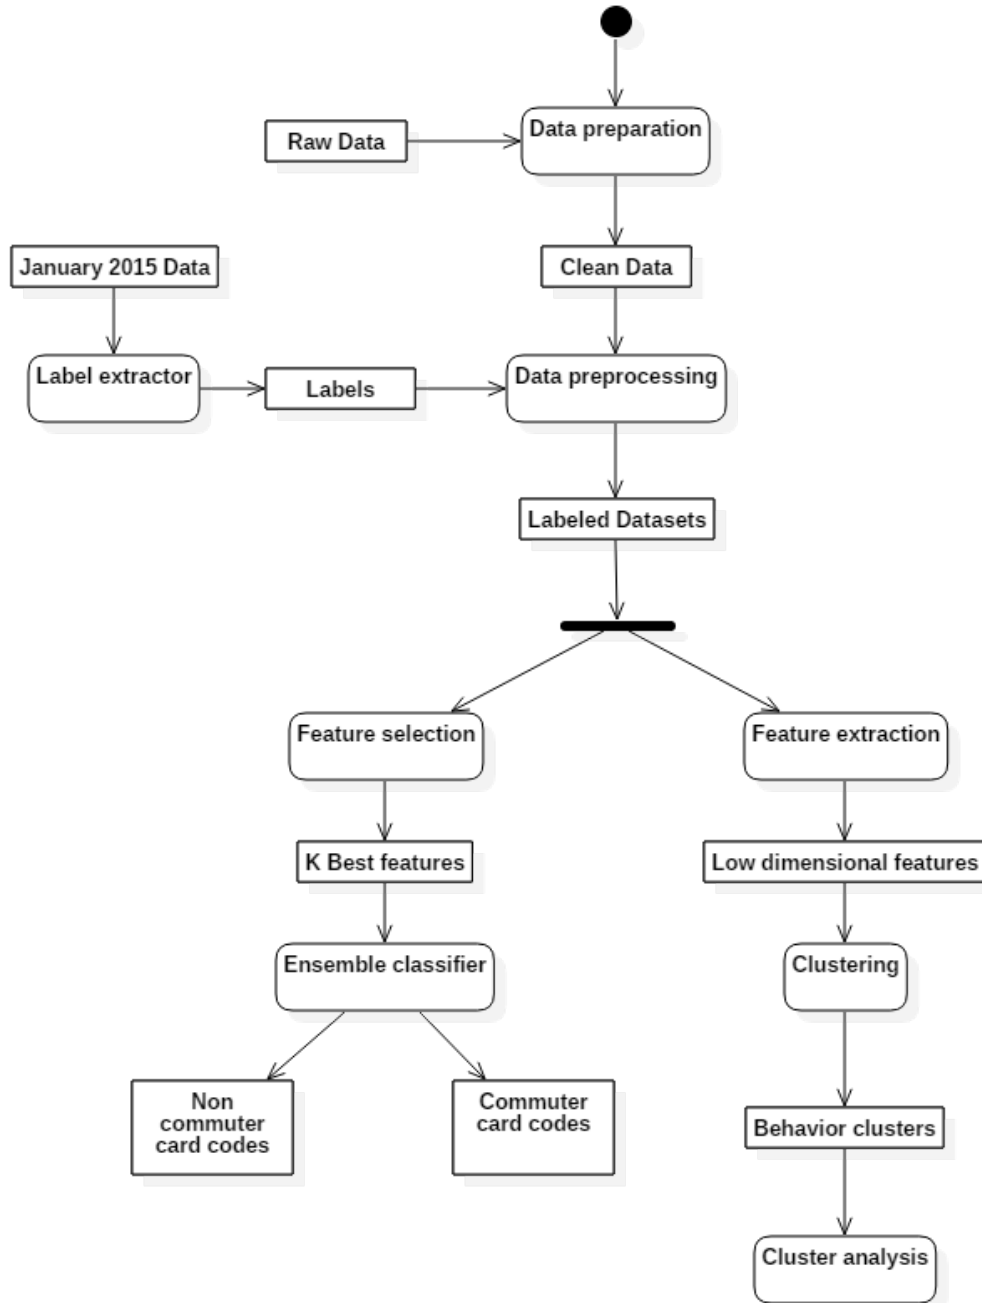 Data preparation
Raw Data
January 2015 Data
Clean Data
Label extractor
Labels
Data preprocessing
Labeled Datasets
Feature selection
Feature extraction
K Best features
Low dimensional features
Ensemble classifier
Clustering
Non
commuter
card codes
Commuter
card codes
Behavior clusters
Cluster analysis